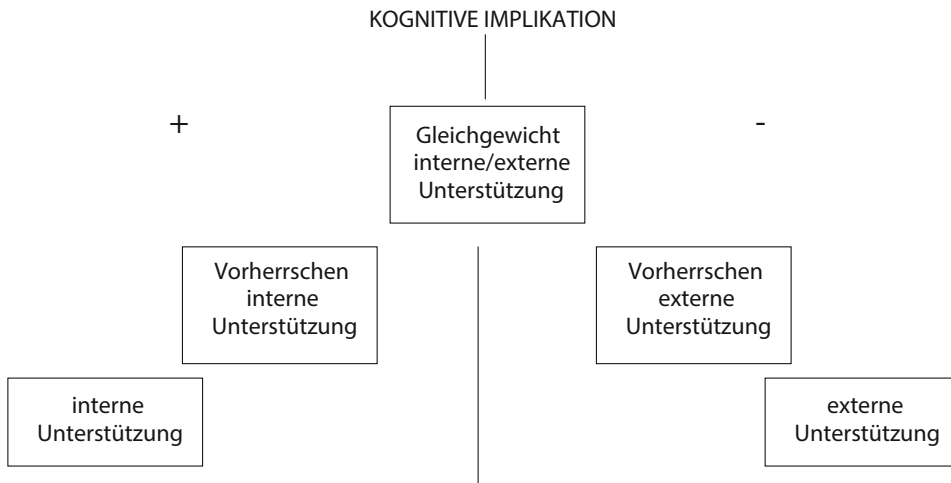 KOGNITIVE IMPLIKATION
+
-
Gleichgewicht
interne/externe
Unterstützung
Vorherrschen
interne
Unterstützung
Vorherrschen
externe
Unterstützung
interne
Unterstützung
externe
Unterstützung